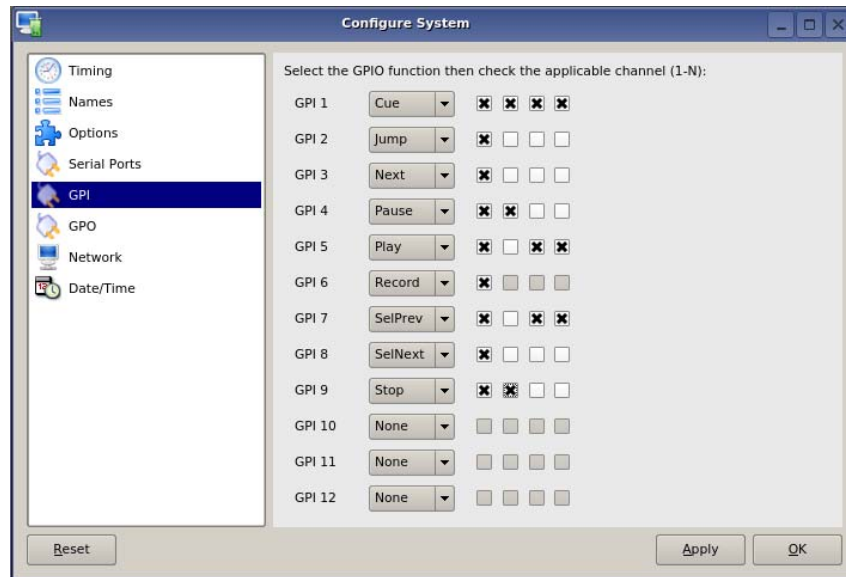 Configure System
Timing
Names
Options
Serial Ports
GPI
GPO
Network
Date/Time
Select the GPIO function then check the applicable channel (1-N):
GPI 1 Cue
GPI 2 Jump
GPI 3 Next
GPI 4 Pause
GPI 5 Play
GPI 6 Record
GPI 7 SelPrev
GPI 8 SelNext
GPI 9 Stop
GPI 10 None
GPI 11 None
GPI 12 None
Reset Apply OK